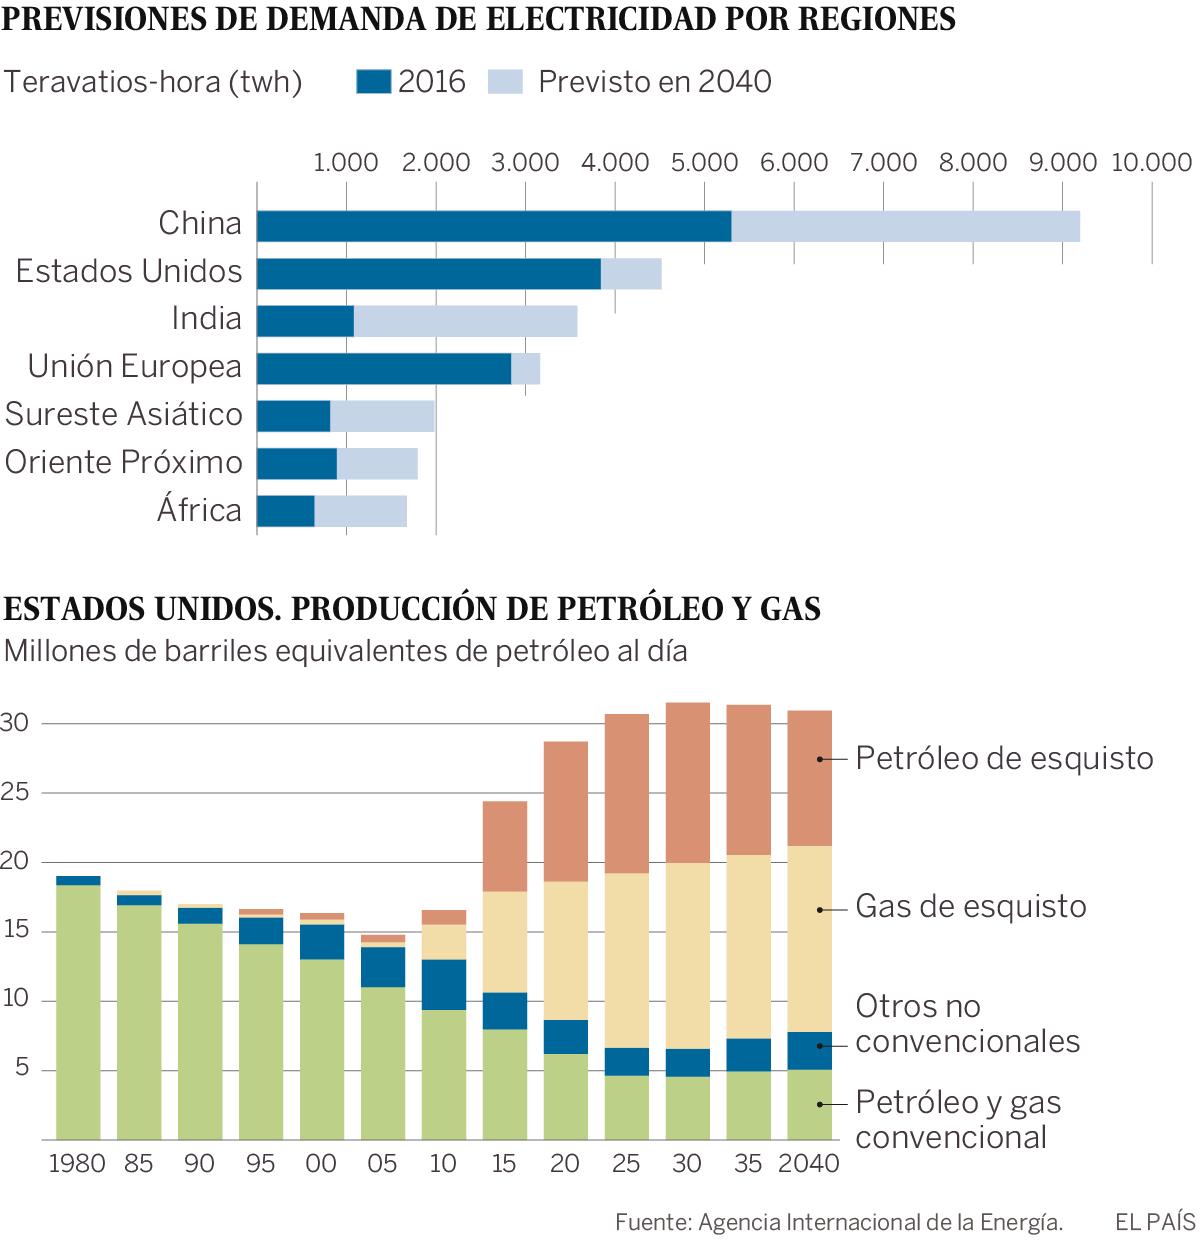 PREVISIONES DE DEMANDA DE ELECTRICIDAD POR REGIONES
Teravatios-hora (twh) 2016 Previsto en 2040
1.000 2.000 3.000 4.000 5.000 6.000 7.000 8.000 9.000 10.000
China
Estados Unidos
India
Unión Europea
Sureste Asiático
Oriente Próximo
África
ESTADOS UNIDOS. PRODUCCIÓN DE PETRÓLEO Y GAS
Millones de barriles equivalentes de petróleo al día
30
25
20
15
10
5
Petróleo de esquisto
Gas de esquisto
Otros no
convencionales
Petróleo y gas
convencional
1980 85 90 95 00 05 10 15 20 25 30 35 2040
Fuente: Agencia Internacional de la Energía. EL PAÍS